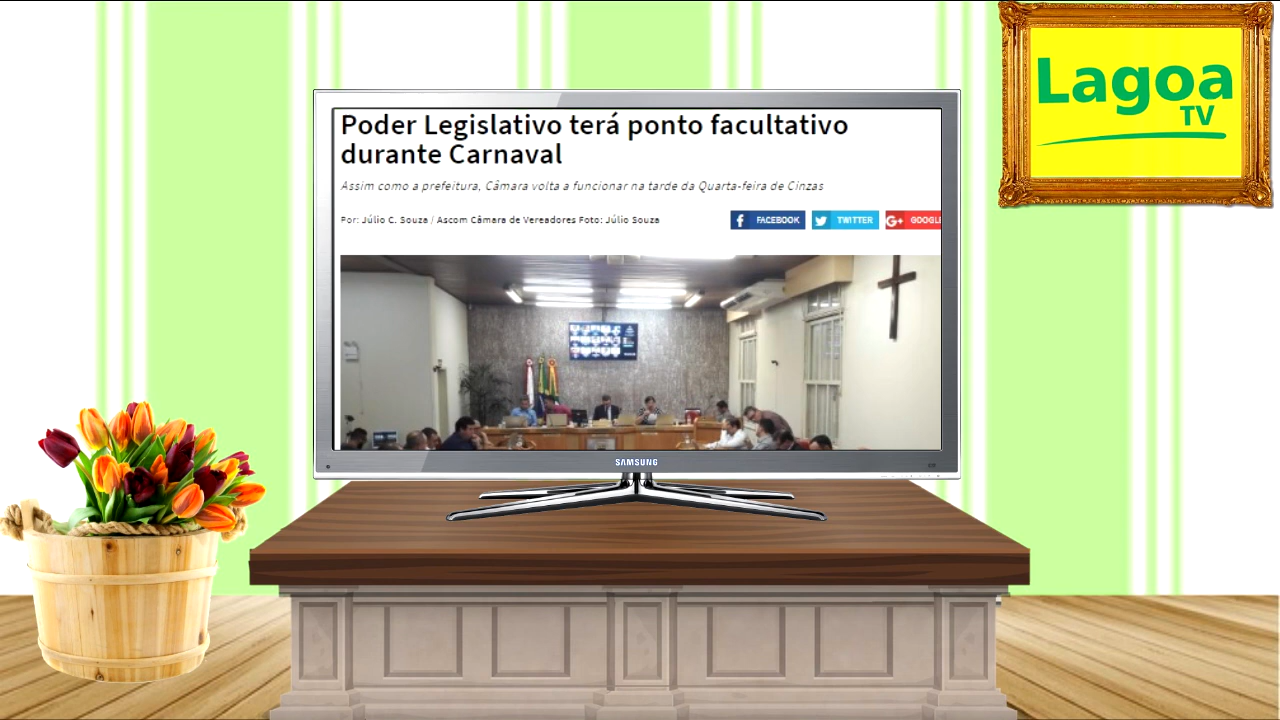 Lagoa
TV
Poder Legislativo terá ponto facultativo
durante Carnaval
Assim como a prefeitura, Câmara volta a funcionar na tarde da Quarta-feira de Cinzas
Por: Júlio C. Souza / Ascom Câmara de Vereadores Foto: Júlio Souza
FACEBOOK
TWITTER
G+ GOOGLE
SAMSUNG